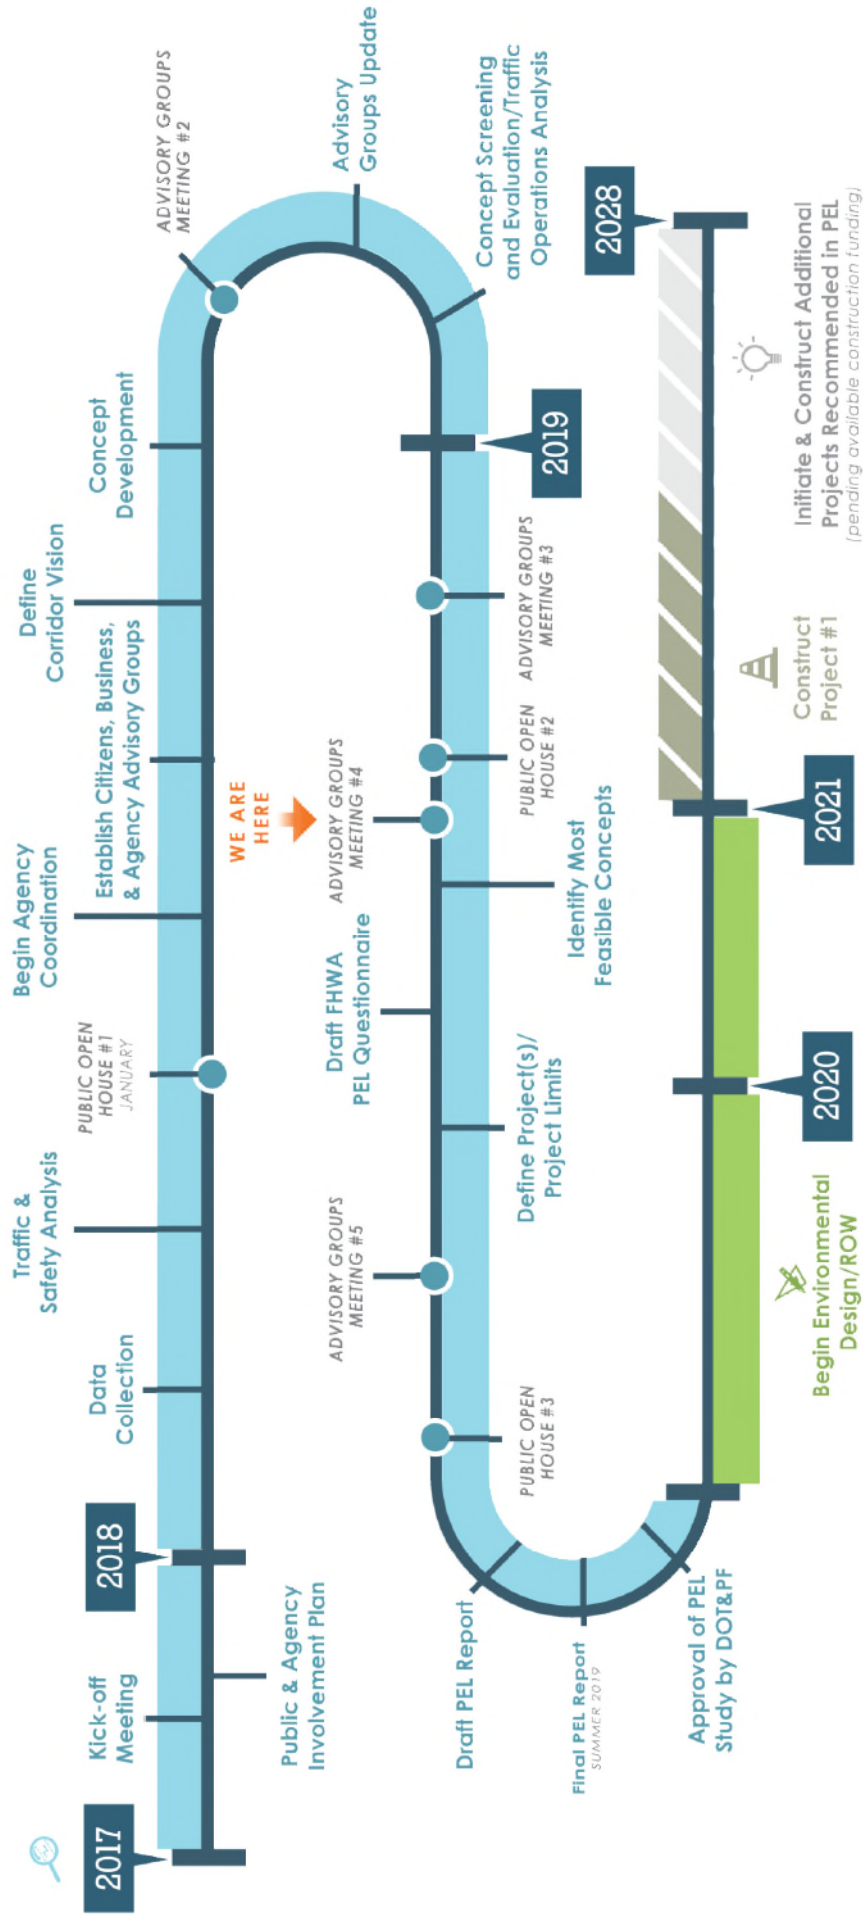 2017
Kick-off
Meeting
Public & Agency
Involvement Plan
2018
Data
Collection
Traffic &
Safety Analysis
PUBLIC OPEN
HOUSE #1
JANUARY
Begin Agency
Coordination
Establish Citizens, Business,
& Agency Advisory Groups
Define
Corridor Vision
Concept
Development
ADVISORY GROUPS
MEETING #2
Advisory
Groups Update
Concept Screening
and Evaluation/Traffic
Operations Analysis
2019
ADVISORY GROUPS
MEETING #3
PUBLIC OPEN
HOUSE #2
WE ARE
HERE
ADVISORY GROUPS
MEETING #4
Identify Most
Feasible Concepts
Draft FHWA
PEL Questionnaire
Define Project(s)/
Project Limits
ADVISORY GROUPS
MEETING #5
PUBLIC OPEN
HOUSE #3
Draft PEL Report
Final PEL Report
SUMMER 2019
Approval of PEL
Study by DOT&PF
Begin Environmental
Design/ROW
2020
2021
Construct
Project #1
Initiate & Construct Additional
Projects Recommended in PEL
(pending available construction funding)
2028